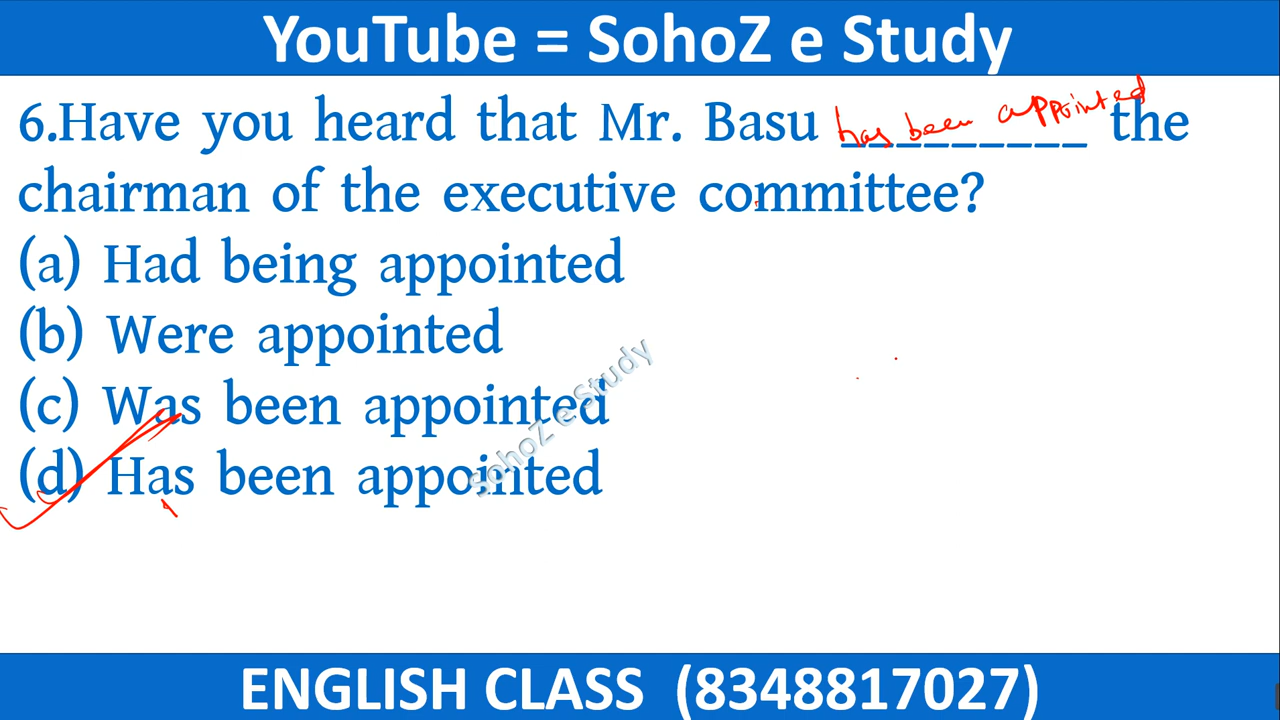 YouTube = SohoZ e Study
6.Have you heard that Mr. Basu has been appointed _________ the
chairman of the executive committee?
(a) Had being appointed
(b) Were appointed
(c) Was been appointed
(d) Has been appointed
SohoZ e Study
ENGLISH CLASS (8348817027)